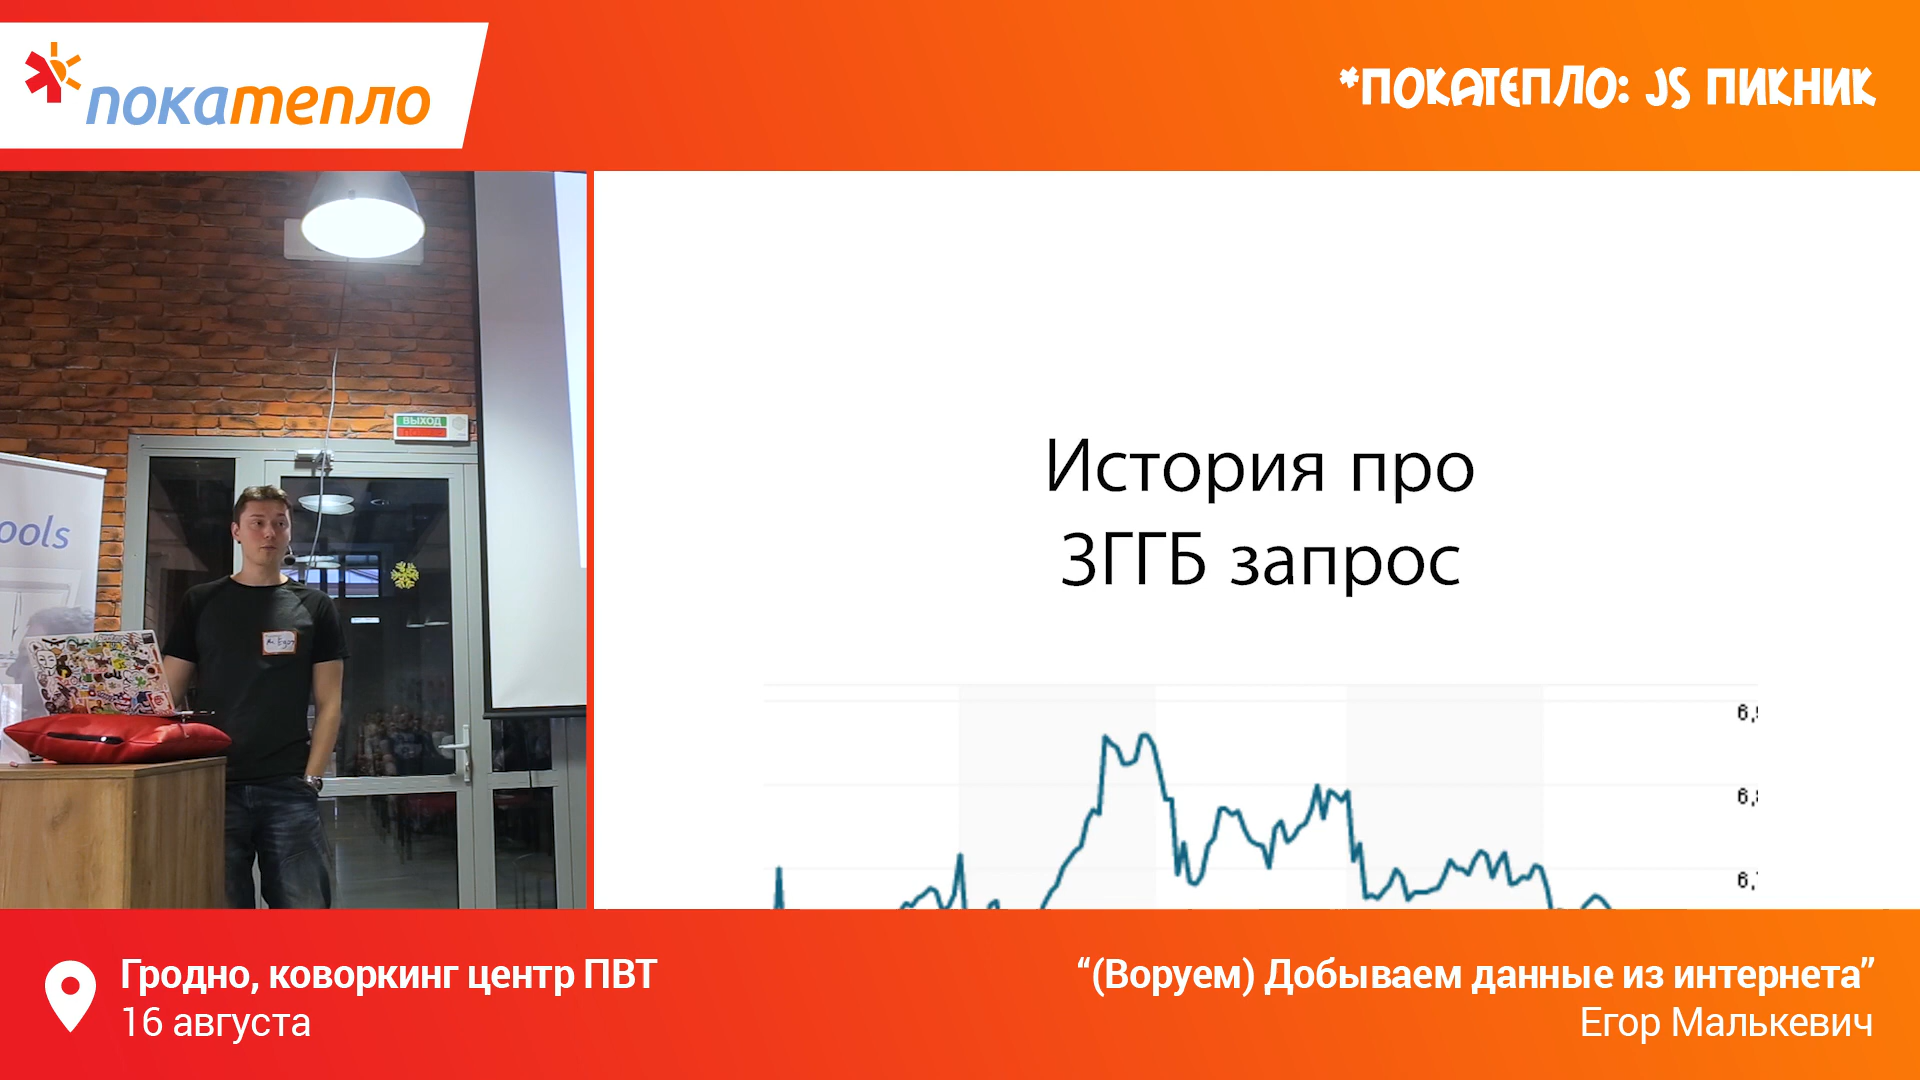 покатепло
*ПОКАТЕПЛО: JS ПИКНИК
ВЫХОД
ools
История про
ЗГГБ запрос
Гродно, коворкинг центр ПВТ
16 августа
“(Воруем) Добываем данные из интернета”
Егор Малькевич